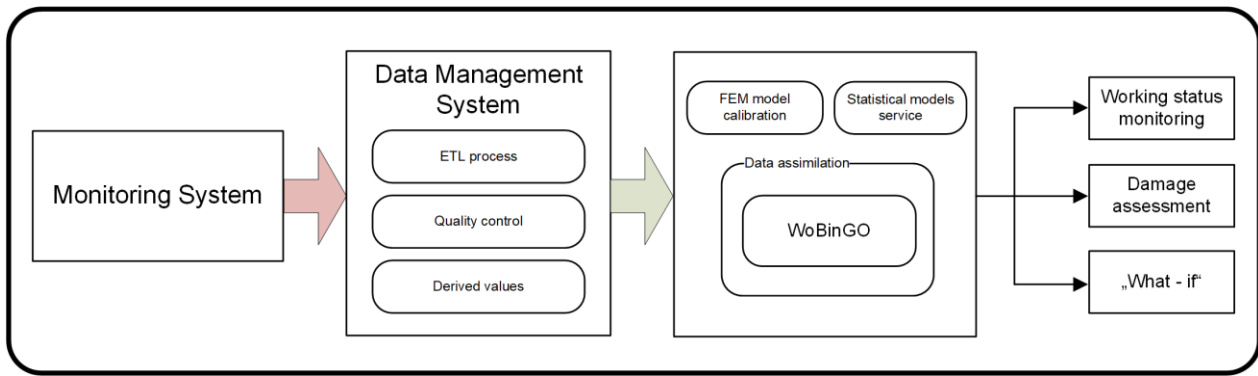 Monitoring System
Data Management
System
ETL process
Quality control
Derived values
FEM model
calibration
Statistical models
service
Data assimilation
WoBinGO
Working status
monitoring
Damage
assessment
„What - if“